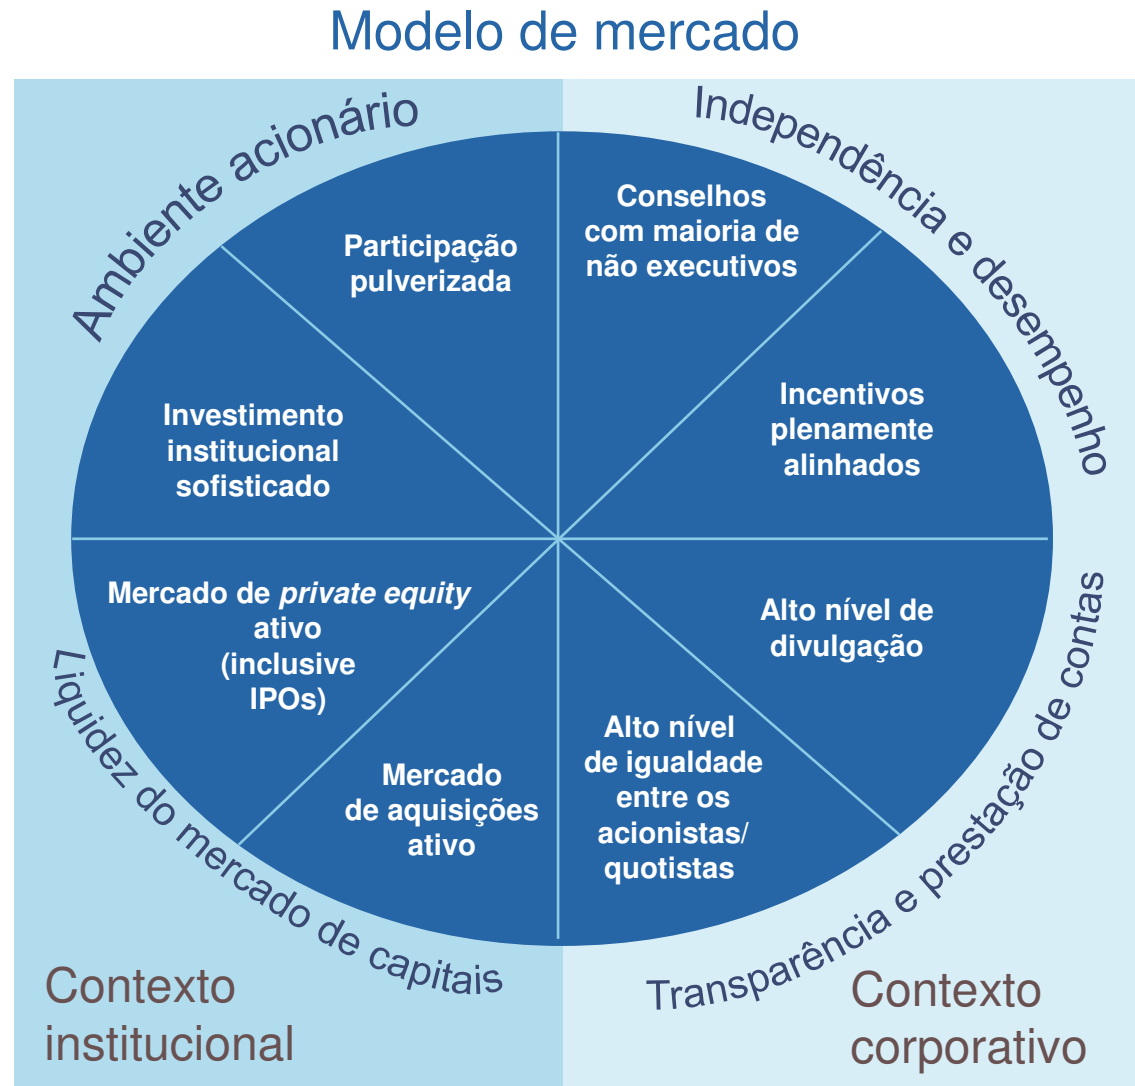 Modelo de mercado
Ambiente acionário
Independência e desempenho
Participação
pulverizada
Conselhos
com maioria de
não executivos
Investimento
institucional
sofisticado
Incentivos
plenamente
alinhados
Mercado de private equity
ativo
(inclusive
IPOs)
Alto nível de
divulgação
Mercado
de aquisições
ativo
Alto nível
de igualdade
entre os
acionistas/
quotistas
Liquidez do mercado de capitais
Transparência e prestação de contas
Contexto
institucional
Contexto
corporativo